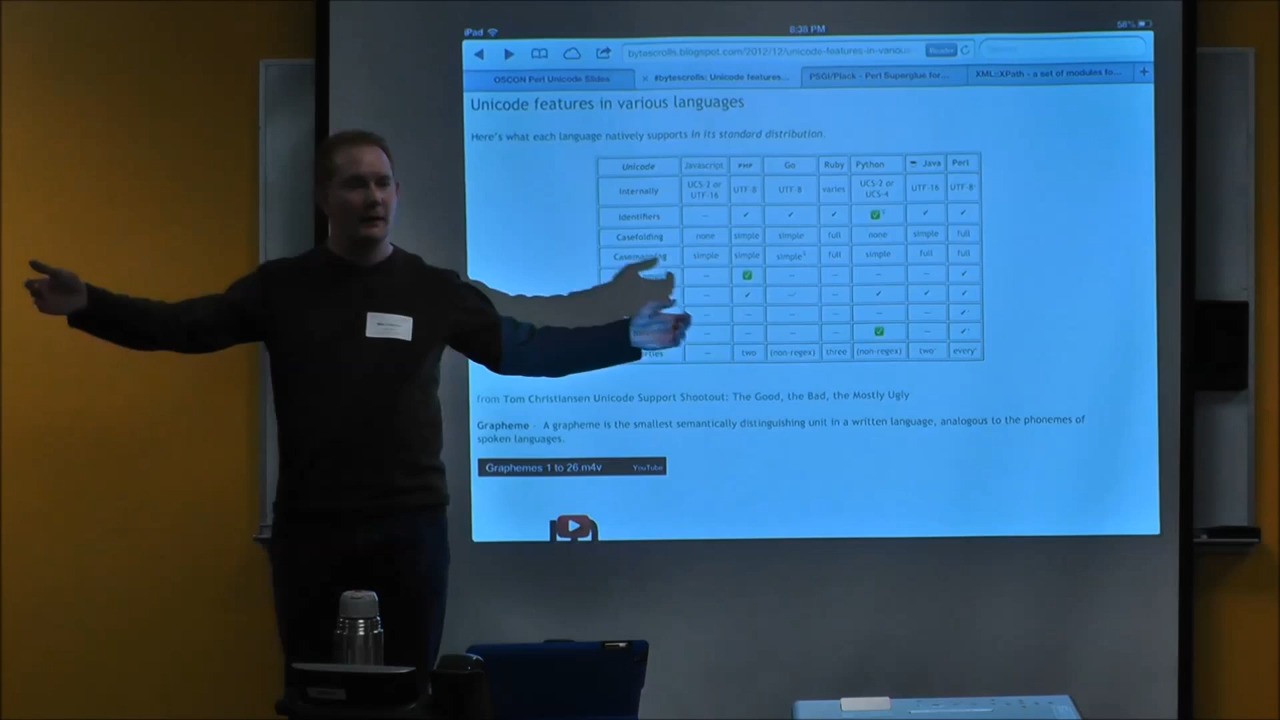 iPad 8:38 PM 58%
bytescrolls.blogspot.com/2012/12/unicode-features-in-variou Reader
OSCON Perl Unicode Slides #bytescrolls: Unicode features... PSGI/Plack - Perl Superglue for... XML::XPath - a set of modules fo... +
Unicode features in various languages
Here's what each language natively supports in its standard distribution.
Unicode Javascript PHP Go Ruby Python Java Perl
Internally UCS-2 or UTF-16 UTF-8 UTF-8 varies UCS-2 or UCS-4 UTF-16 UTF-8
Identifiers — ✔ ✔ ✔ ✅ ✔ ✔
Casefolding none simple simple full none simple full
Casemapping simple simple simple full simple full full
— ✅ — — — — ✔
— ✔ — — ✔ ✔ ✔
— — — — — — ✔
— — — — ✅ — ✔
— two (non-regex) three (non-regex) two every
from Tom Christiansen Unicode Support Shootout: The Good, the Bad, the Mostly Ugly
Grapheme - A grapheme is the smallest semantically distinguishing unit in a written language, analogous to the phonemes of
spoken languages.
Graphemes 1 to 26.m4v YouTube